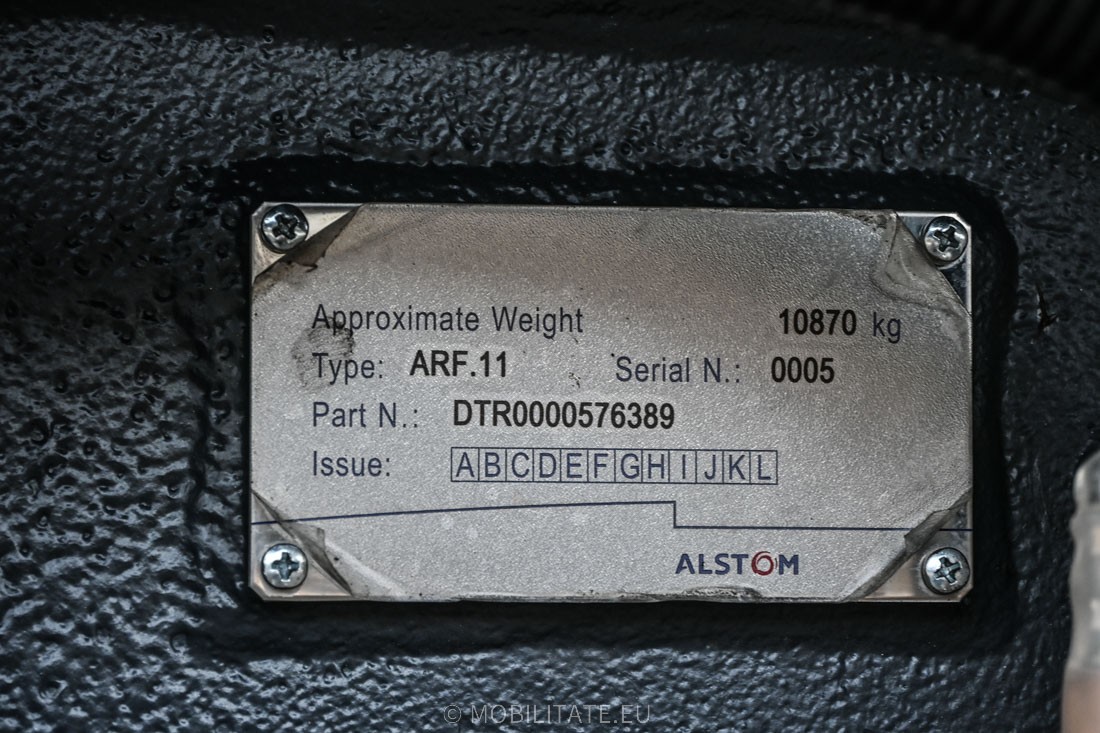 Approximate Weight 10870 kg
Type: ARF.11 Serial N.: 0005
Part N.: DTR0000576389
Issue: A B C D E F G H I J K L
ALSTOM
© MOBILITATE.EU